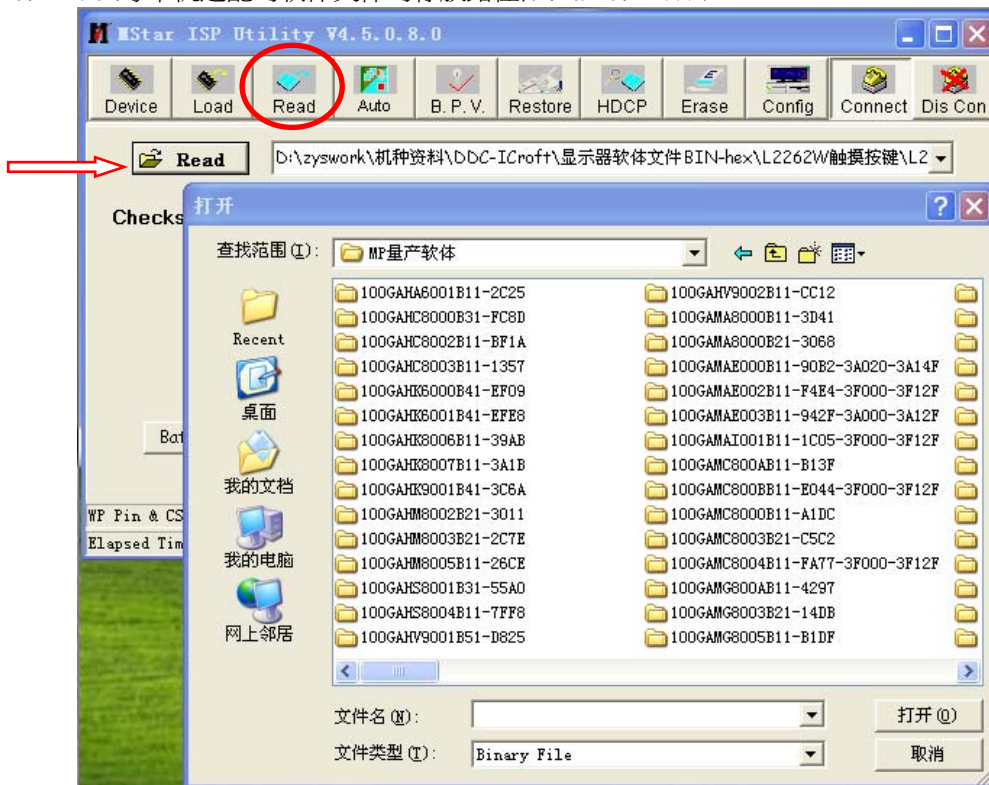 MStar ISP Utility V4.5.0.8.0
Device Load Read Auto B.P.V. Restore HDCP Erase Config Connect Dis Con
Read D:\zyswork\机种资料\DDC-ICroft\显示器软体文件BIN-hex\L2262W触摸按键\L2
Checks
打开
查找范围(I): MP量产软体
100GAHA6001B11-2C25 100GAHV9002B11-CC12
100GAHC8000B31-FC8D 100GAMA8000B11-3D41
100GAHC8002B11-BF1A 100GAMA8000B21-3068
100GAHC8003B11-1357 100GAMAE000B11-90B2-3A020-3A14F
100GAHK6000B41-EF09 100GAMAE002B11-F4E4-3F000-3F12F
100GAHK6001B41-EFE8 100GAMAE003B11-942F-3A000-3A12F
100GAHK8006B11-39AB 100GAMAI001B11-1C05-3F000-3F12F
100GAHK8007B11-3A1B 100GAMC800AB11-B13F
100GAHK9001B41-3C6A 100GAMC800BB11-E044-3F000-3F12F
100GAHM8002B21-3011 100GAMC8000B11-A1DC
100GAHM8003B21-2C7E 100GAMC8003B21-C5C2
100GAHM8005B11-26CE 100GAMC8004B11-FA77-3F000-3F12F
100GAHS8001B31-55A0 100GAMG800AB11-4297
100GAHS8004B11-7FF8 100GAMG8003B21-14DB
100GAHV9001B51-D825 100GAMG8005B11-B1DF
Recent
桌面
我的文档
我的电脑
网上邻居
Bat
WP Pin & CS
Elapsed Tim
文件名(N): 打开(O)
文件类型(T): Binary File 取消